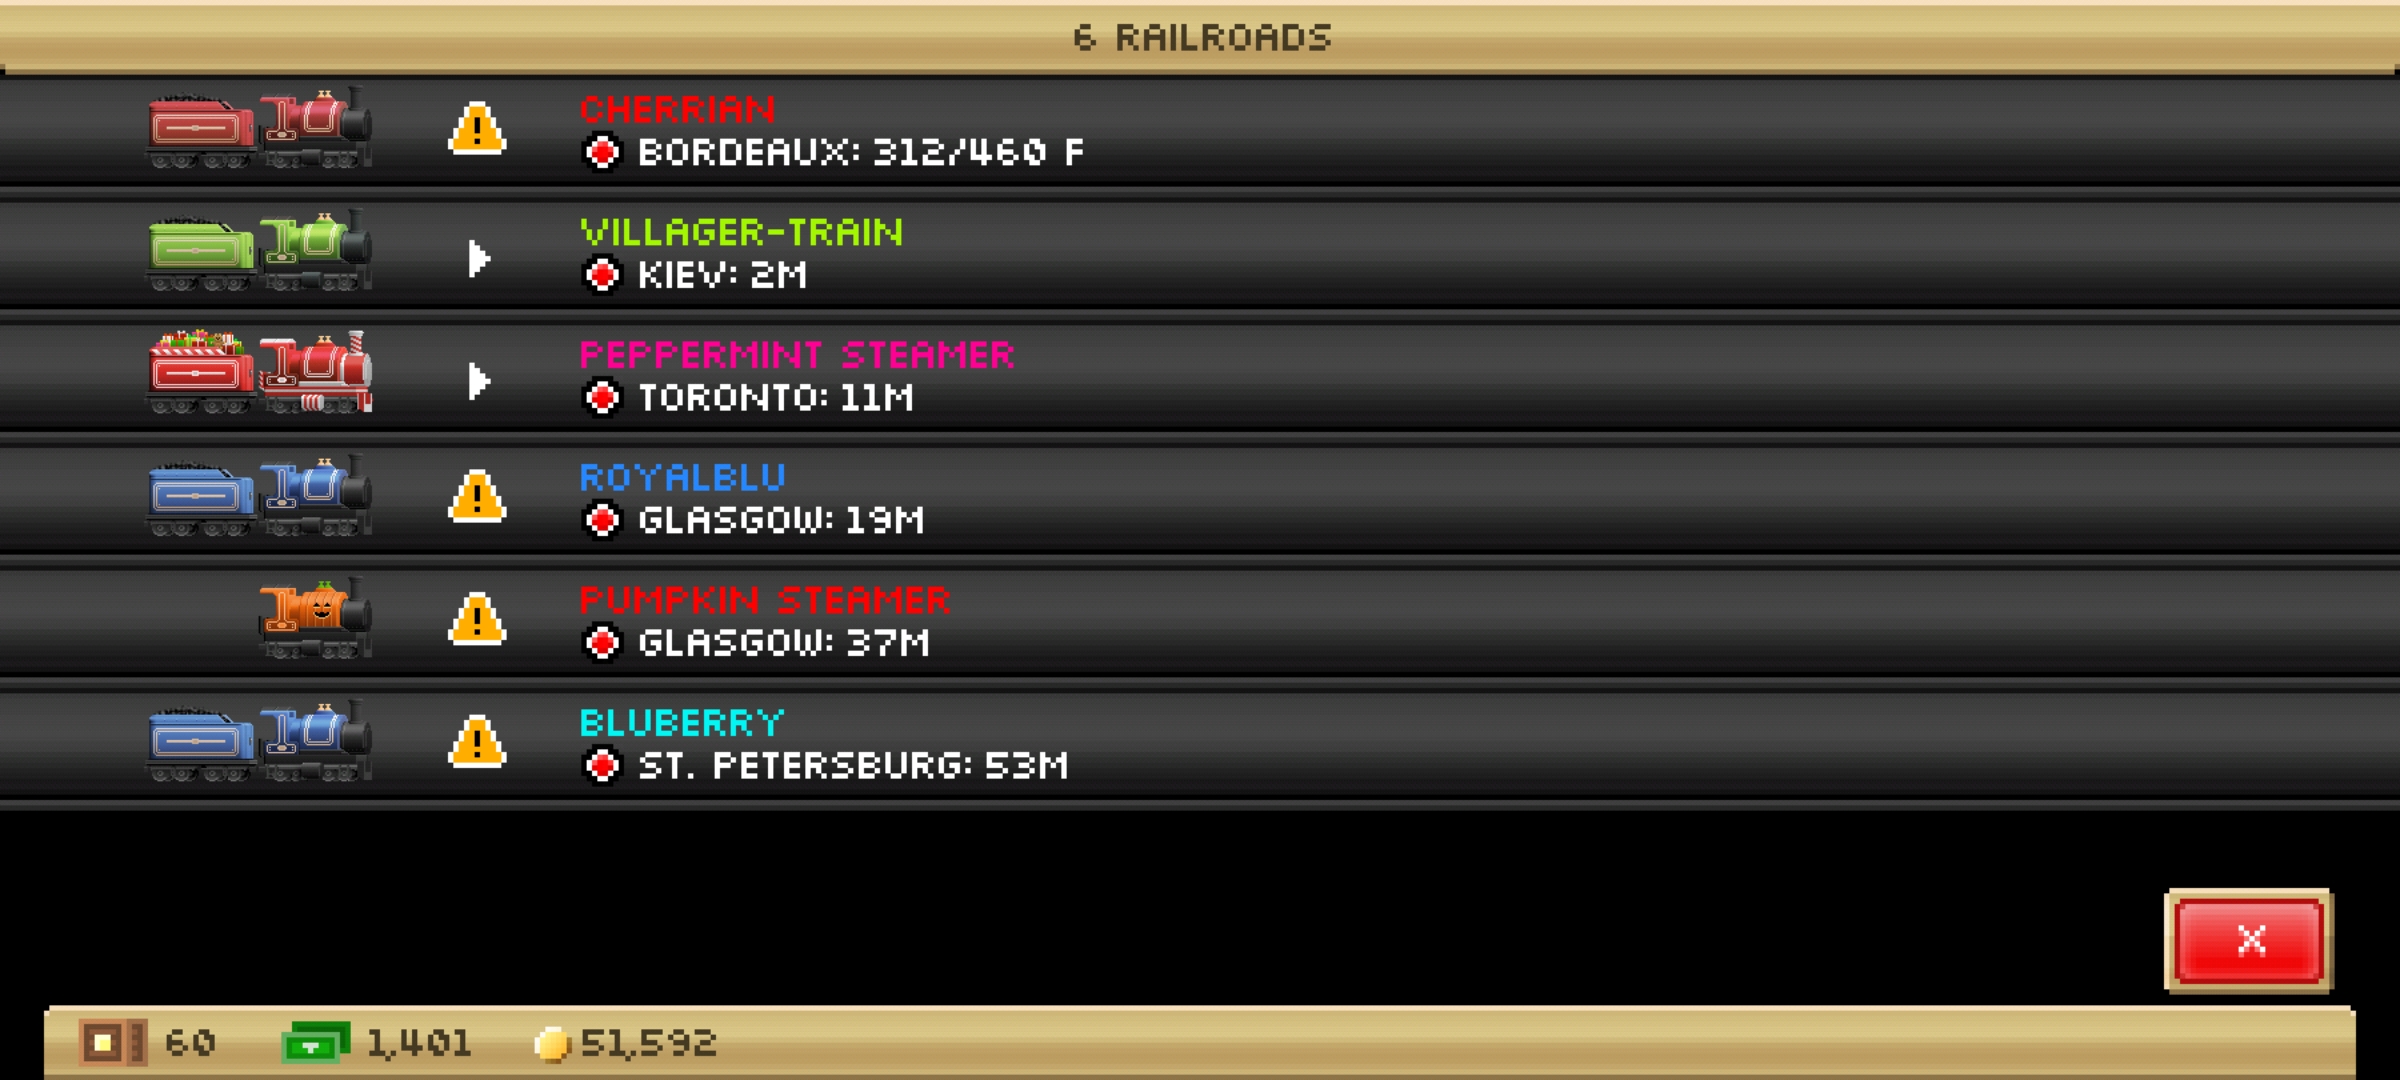 6 RAILROADS
CHERRIAN
BORDEAUX: 312/460 F
VILLAGER-TRAIN
KIEV: 2M
PEPPERMINT STEAMER
TORONTO: 11M
ROYALBLU
GLASGOW: 19M
PUMPKIN STEAMER
GLASGOW: 37M
BLUBERRY
ST. PETERSBURG: 53M
X
60 1,401 51,592